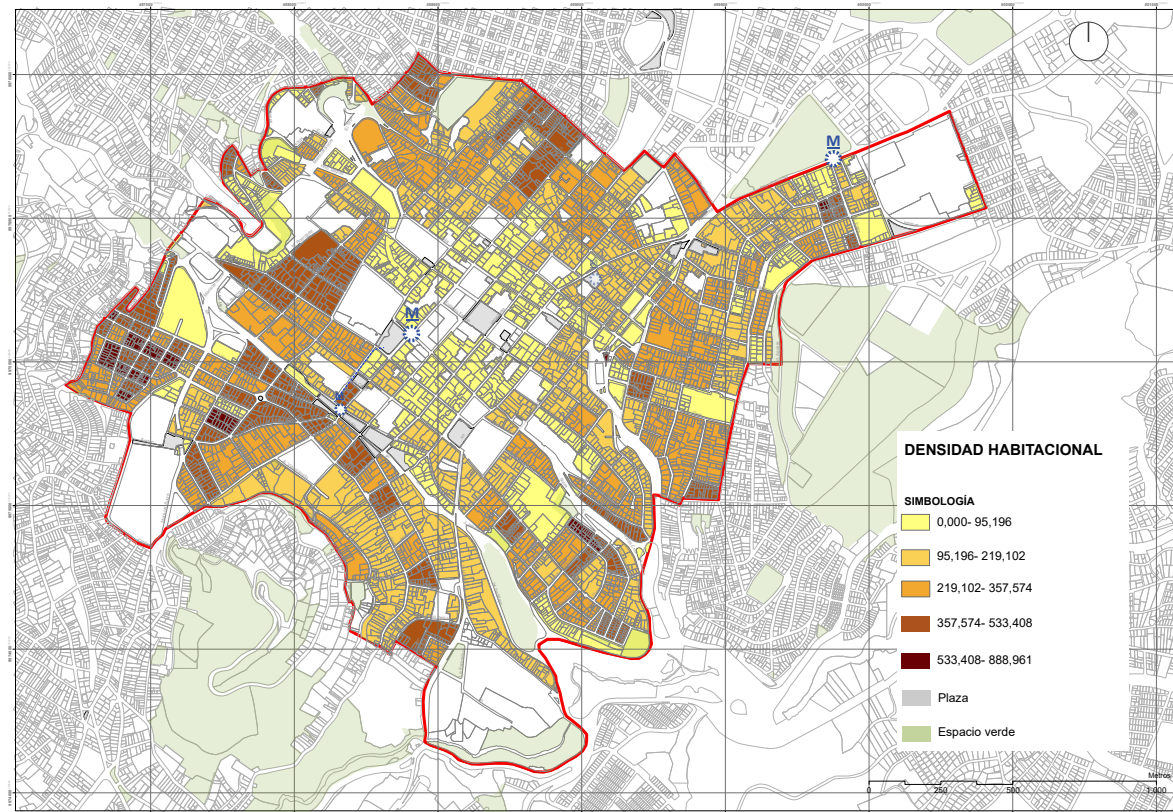 M
M
M
DENSIDAD HABITACIONAL
SIMBOLOGÍA
0,000- 95,196
95,196- 219,102
219,102- 357,574
357,574- 533,408
533,408- 888,961
Plaza
Espacio verde
Metros
0
250
500
1.000